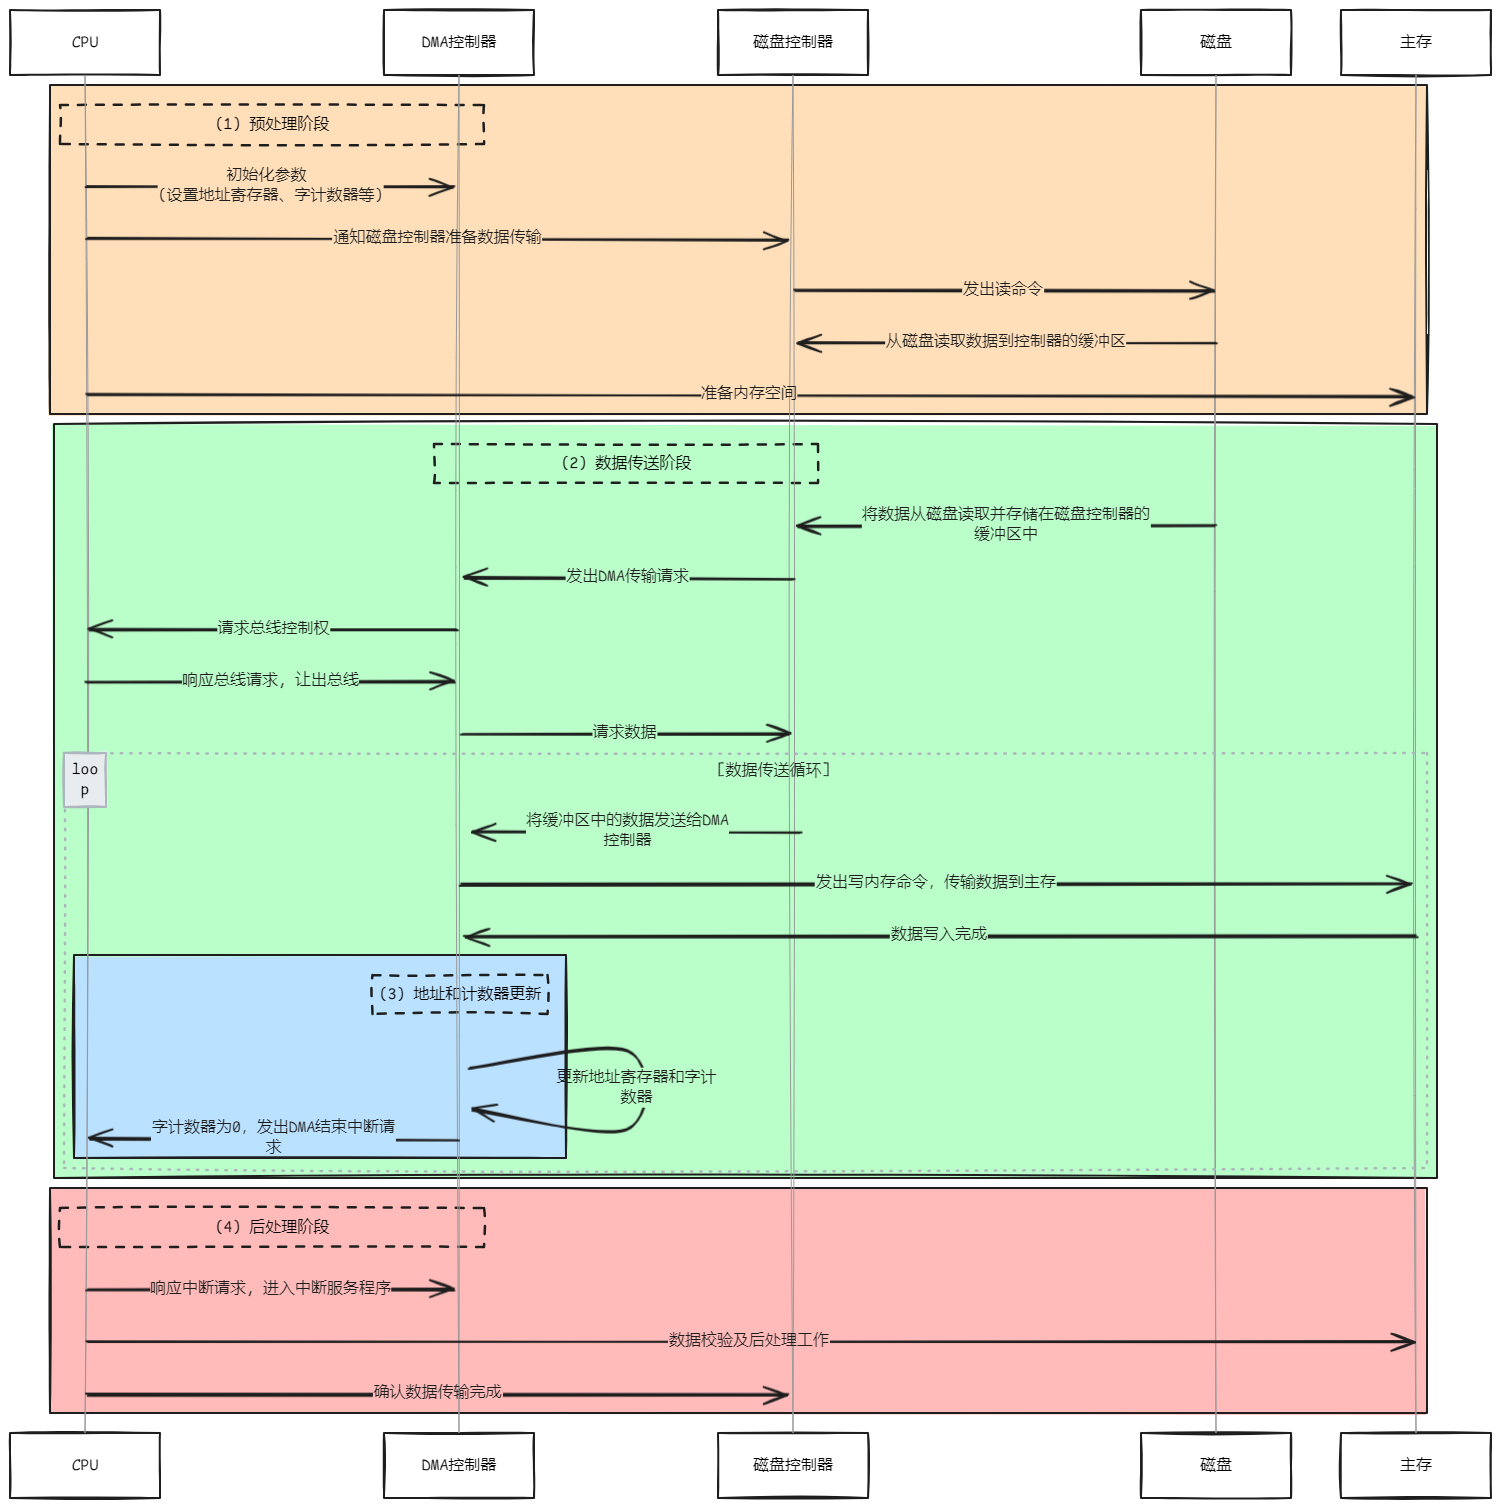 CPU
DMA控制器
磁盘控制器
磁盘
主存
(1) 预处理阶段
初始化参数
(设置地址寄存器、字计数器等)
通知磁盘控制器准备数据传输
发出读命令
从磁盘读取数据到控制器的缓冲区
准备内存空间
(2) 数据传送阶段
将数据从磁盘读取并存储在磁盘控制器的
缓冲区中
发出DMA传输请求
请求总线控制权
响应总线请求, 让出总线
请求数据
loo
p
[数据传送循环]
将缓冲区中的数据发送给DMA
控制器
发出写内存命令, 传输数据到主存
数据写入完成
(3) 地址和计数器更新
更新地址寄存器和字计
数器
字计数器为0, 发出DMA结束中断请
求
(4) 后处理阶段
响应中断请求, 进入中断服务程序
数据校验及后处理工作
确认数据传输完成
CPU
DMA控制器
磁盘控制器
磁盘
主存